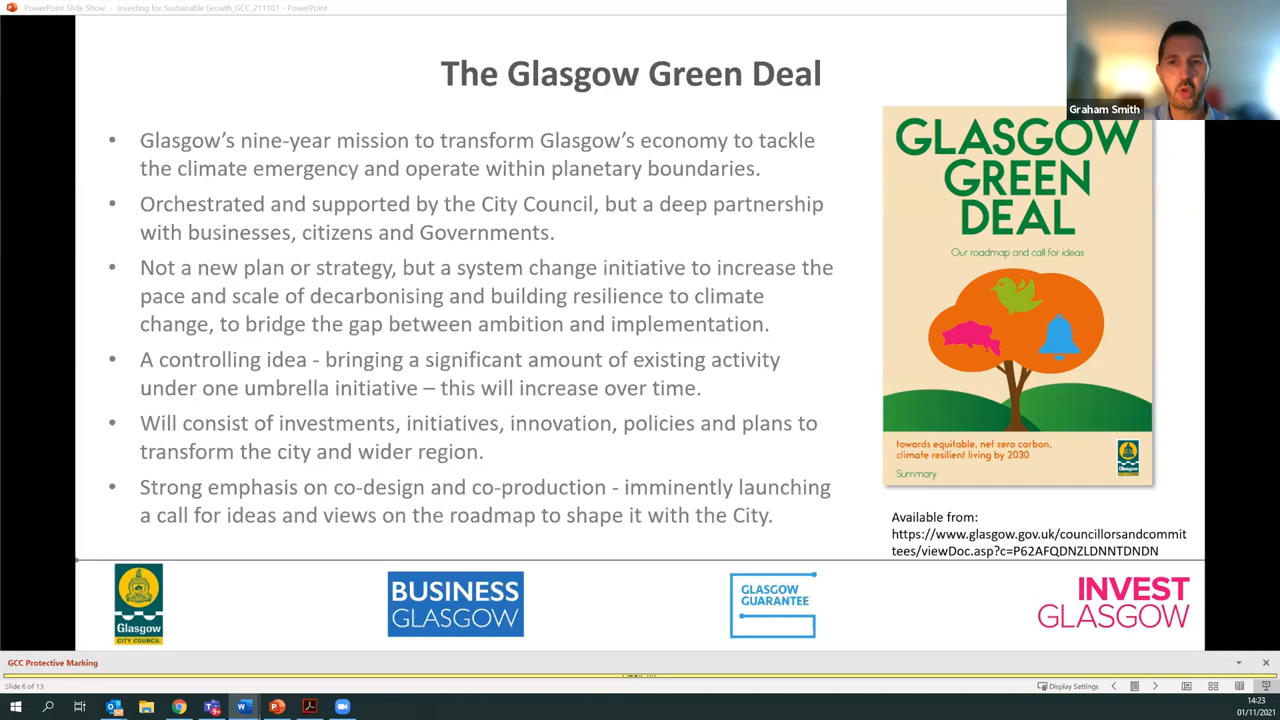 PowerPoint Slide Show - Investing for Sustainable Growth_GCC_211101 - PowerPoint
The Glasgow Green Deal
Graham Smith
• Glasgow’s nine-year mission to transform Glasgow’s economy to tackle
the climate emergency and operate within planetary boundaries.
• Orchestrated and supported by the City Council, but a deep partnership
with businesses, citizens and Governments.
• Not a new plan or strategy, but a system change initiative to increase the
pace and scale of decarbonising and building resilience to climate
change, to bridge the gap between ambition and implementation.
• A controlling idea - bringing a significant amount of existing activity
under one umbrella initiative – this will increase over time.
• Will consist of investments, initiatives, innovation, policies and plans to
transform the city and wider region.
• Strong emphasis on co-design and co-production - imminently launching
a call for ideas and views on the roadmap to shape it with the City.
GLASGOW
GREEN
DEAL
Our roadmap and call for ideas
towards equitable, net zero carbon,
climate resilient living by 2030
Summary
Glasgow
Available from:
https://www.glasgow.gov.uk/councillorsandcommit
tees/viewDoc.asp?c=P62AFQDNZLDNNTDNDN
Glasgow
CITY COUNCIL
BUSINESS
GLASGOW
GLASGOW
GUARANTEE
INVEST
GLASGOW
GCC Protective Marking
Slide 6 of 13
Display Settings
14:23
01/11/2021